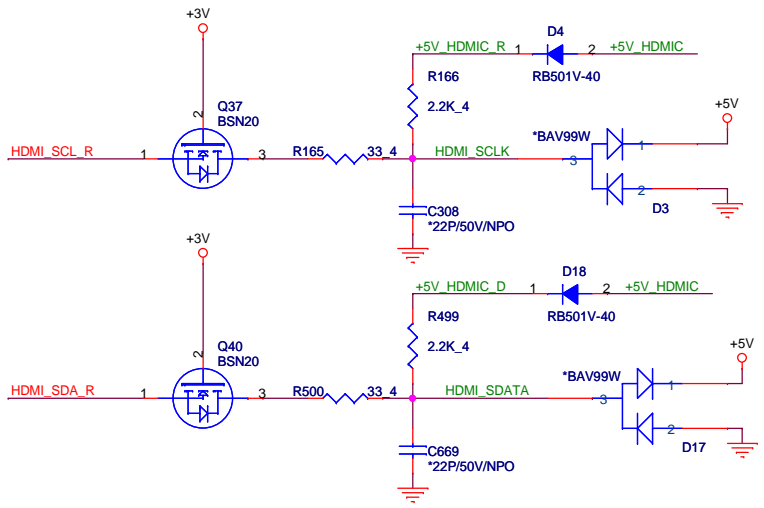 +3V
D4
+5V_HDMIC_R 1 2 +5V_HDMIC
R166
RB501V-40
2
Q37
BSN20
2.2K_4
+5V
*BAV99W
HDMI_SCL_R 1 3 R165 33_4 HDMI_SCLK 3 1
2
C308
D3
*22P/50V/NPO
+3V
D18
+5V_HDMIC_D 1 2 +5V_HDMIC
R499
RB501V-40
2
Q40
BSN20
2.2K_4
+5V
*BAV99W
HDMI_SDA_R 1 3 R500 33_4 HDMI_SDATA 3 1
2
C669
D17
*22P/50V/NPO